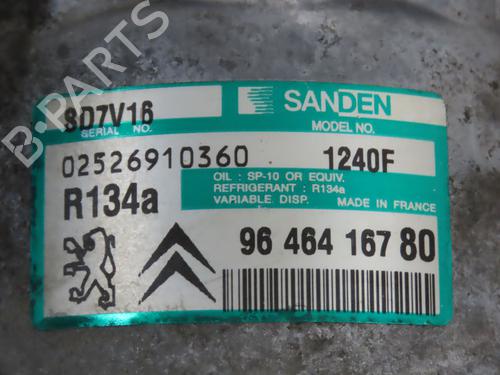 B-PARTS
SD7V16
SERIAL NO.
SANDEN
MODEL NO.
02526910360
1240F
OIL : SP-10 OR EQUIV.
REFRIGERANT : R134a
VARIABLE DISP. MADE IN FRANCE
R134a
96 464 167 80